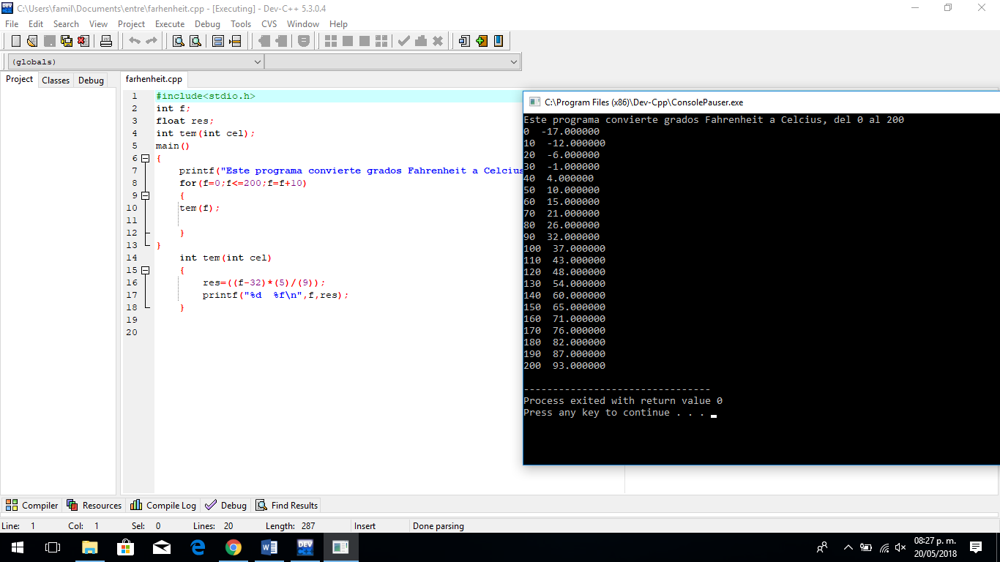 C:\Users\famil\Documents\entre\farhenheit.cpp - [Executing] - Dev-C++ 5.3.0.4
File Edit Search View Project Execute Debug Tools CVS Window Help
(globals)
Project Classes Debug
farhenheit.cpp
1 #include<stdio.h>
2 int f;
3 float res;
4 int tem(int cel);
5 main()
6 {
7 printf("Este programa convierte grados Fahrenheit a Celcius
8 for(f=0;f<=200;f=f+10)
9 {
10 tem(f);
11
12 }
13 }
14 int tem(int cel)
15 {
16 res=((f-32)*(5)/(9));
17 printf("%d  %f\n",f,res);
18 }
19
20
C:\Program Files (x86)\Dev-Cpp\ConsolePauser.exe
Este programa convierte grados Fahrenheit a Celcius, del 0 al 200
0  -17.000000
10  -12.000000
20  -6.000000
30  -1.000000
40  4.000000
50  10.000000
60  15.000000
70  21.000000
80  26.000000
90  32.000000
100  37.000000
110  43.000000
120  48.000000
130  54.000000
140  60.000000
150  65.000000
160  71.000000
170  76.000000
180  82.000000
190  87.000000
200  93.000000
--------------------------------
Process exited with return value 0
Press any key to continue . . .
Compiler Resources Compile Log Debug Find Results
Line: 1 Col: 1 Sel: 0 Lines: 20 Length: 287 Insert Done parsing
DEV C++
08:27 p. m.
20/05/2018